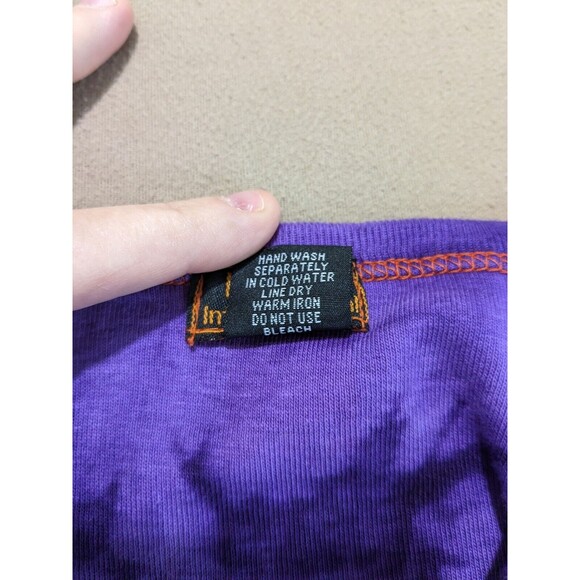 HAND WASH
SEPARATELY
IN COLD WATER
LINE DRY
WARM IRON
DO NOT USE
BLEACH